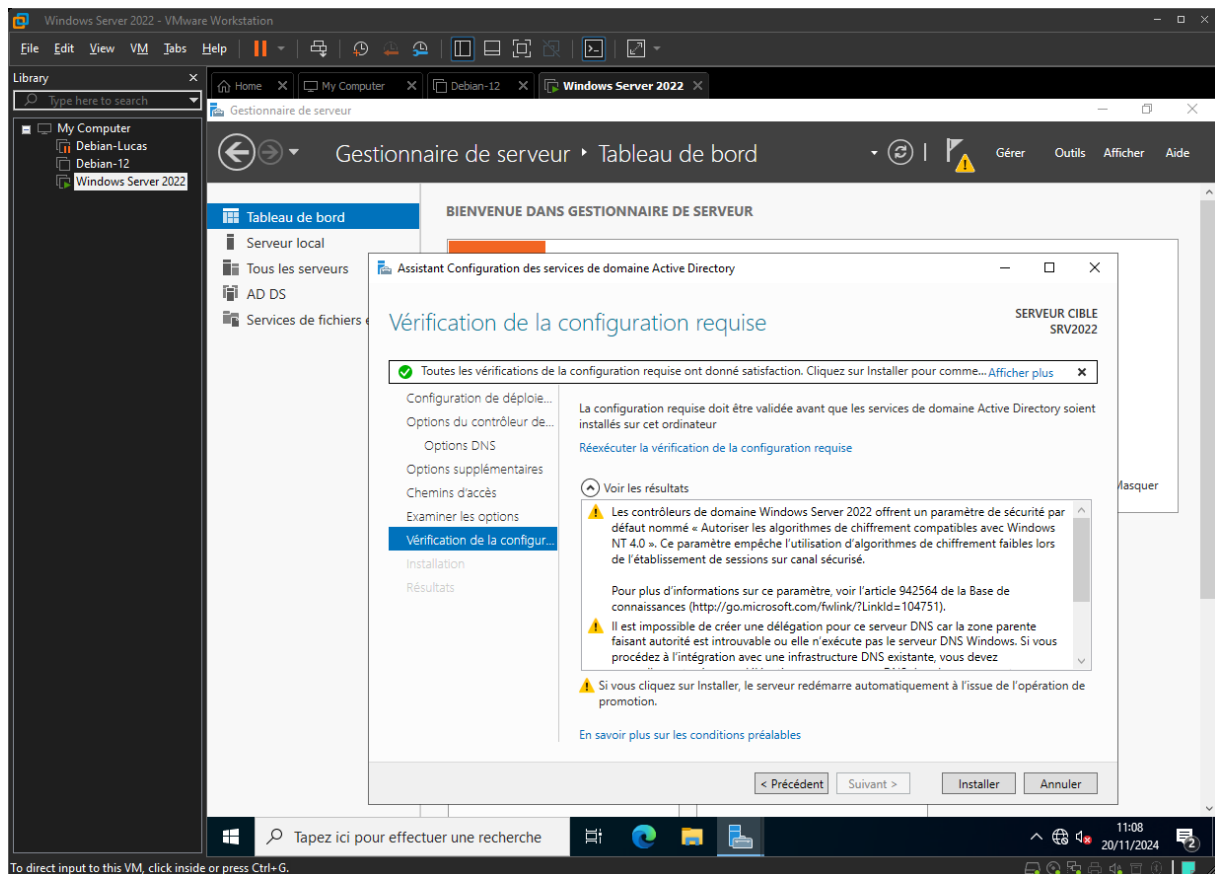 Windows Server 2022 - VMware Workstation
File Edit View VM Tabs Help
Library
Type here to search
My Computer
Debian-Lucas
Debian-12
Windows Server 2022
Home
My Computer
Debian-12
Windows Server 2022
Gestionnaire de serveur
Gestionnaire de serveur Tableau de bord
Gérer Outils Afficher Aide
Tableau de bord
Serveur local
Tous les serveurs
AD DS
Services de fichiers
BIENVENUE DANS GESTIONNAIRE DE SERVEUR
Masquer
Assistant Configuration des services de domaine Active Directory
Vérification de la configuration requise
SERVEUR CIBLE
SRV2022
Toutes les vérifications de la configuration requise ont donné satisfaction. Cliquez sur Installer pour comme... Afficher plus
Configuration de déploie...
Options du contrôleur de...
Options DNS
Options supplémentaires
Chemins d'accès
Examiner les options
Vérification de la configur...
Installation
Résultats
La configuration requise doit être validée avant que les services de domaine Active Directory soient
installés sur cet ordinateur
Réexécuter la vérification de la configuration requise
Voir les résultats
Les contrôleurs de domaine Windows Server 2022 offrent un paramètre de sécurité par
défaut nommé « Autoriser les algorithmes de chiffrement compatibles avec Windows
NT 4.0 ». Ce paramètre empêche l'utilisation d'algorithmes de chiffrement faibles lors
de l'établissement de sessions sur canal sécurisé.
Pour plus d'informations sur ce paramètre, voir l'article 942564 de la Base de
connaissances (http://go.microsoft.com/fwlink/?LinkId=104751).
Il est impossible de créer une délégation pour ce serveur DNS car la zone parente
faisant autorité est introuvable ou elle n'exécute pas le serveur DNS Windows. Si vous
procédez à l'intégration avec une infrastructure DNS existante, vous devez
Si vous cliquez sur Installer, le serveur redémarre automatiquement à l'issue de l'opération de
promotion.
En savoir plus sur les conditions préalables
< Précédent Suivant > Installer Annuler
Tapez ici pour effectuer une recherche
11:08
20/11/2024
2
To direct input to this VM, click inside or press Ctrl+G.